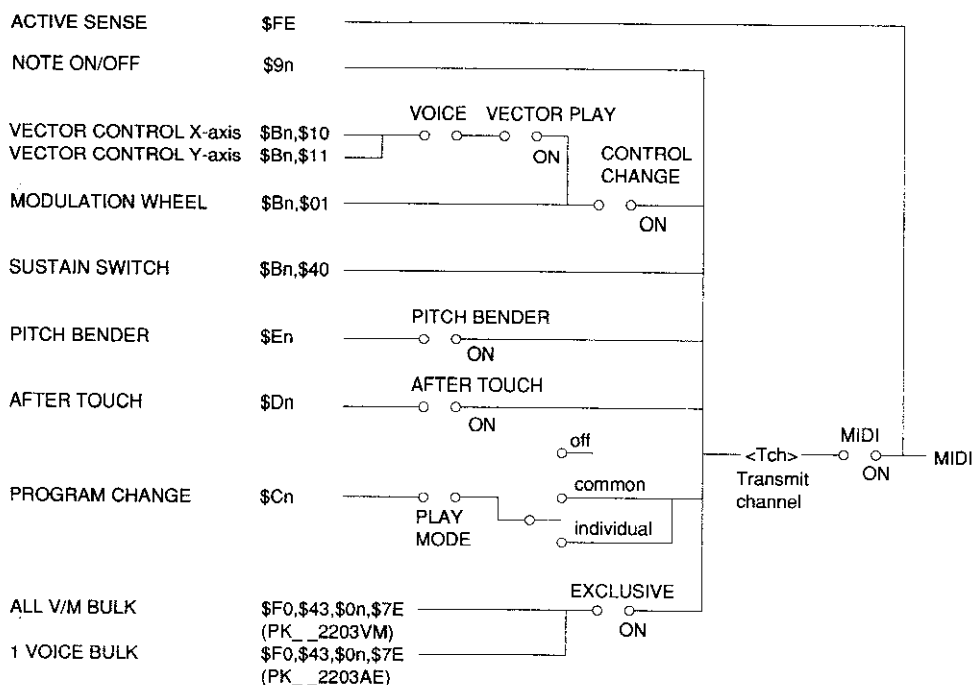 ACTIVE SENSE $FE
NOTE ON/OFF $9n
VOICE VECTOR PLAY
VECTOR CONTROL X-axis $Bn,$10
VECTOR CONTROL Y-axis $Bn,$11
ON
CONTROL
CHANGE
MODULATION WHEEL $Bn,$01
ON
SUSTAIN SWITCH $Bn,$40
PITCH BENDER
PITCH BENDER $En
ON
AFTER TOUCH
AFTER TOUCH $Dn
ON
off
MIDI
<Tch>
MIDI
ON
Transmit
channel
common
PROGRAM CHANGE $Cn
PLAY
MODE
individual
EXCLUSIVE
ALL V/M BULK $F0,$43,$0n,$7E
(PK_ _2203VM)
ON
1 VOICE BULK $F0,$43,$0n,$7E
(PK_ _2203AE)